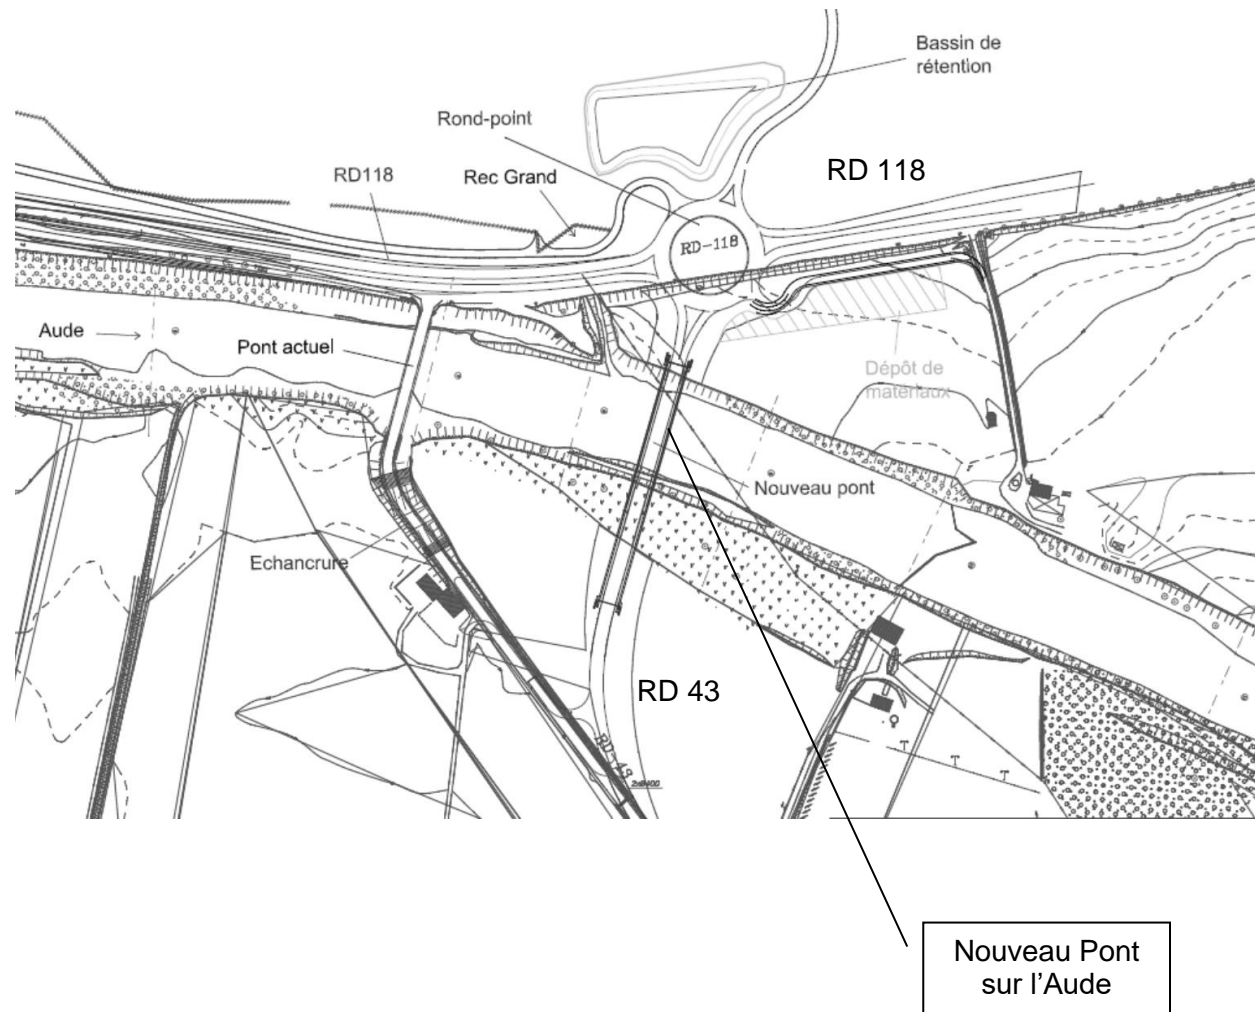 Bassin de
rétention
Rond-point
RD 118
RD118
Rec Grand
RD-118
Aude
Pont actuel
Dépôt de
matériaux
Nouveau pont
Echancrure
RD 43
RD-43
Nouveau Pont
sur l'Aude